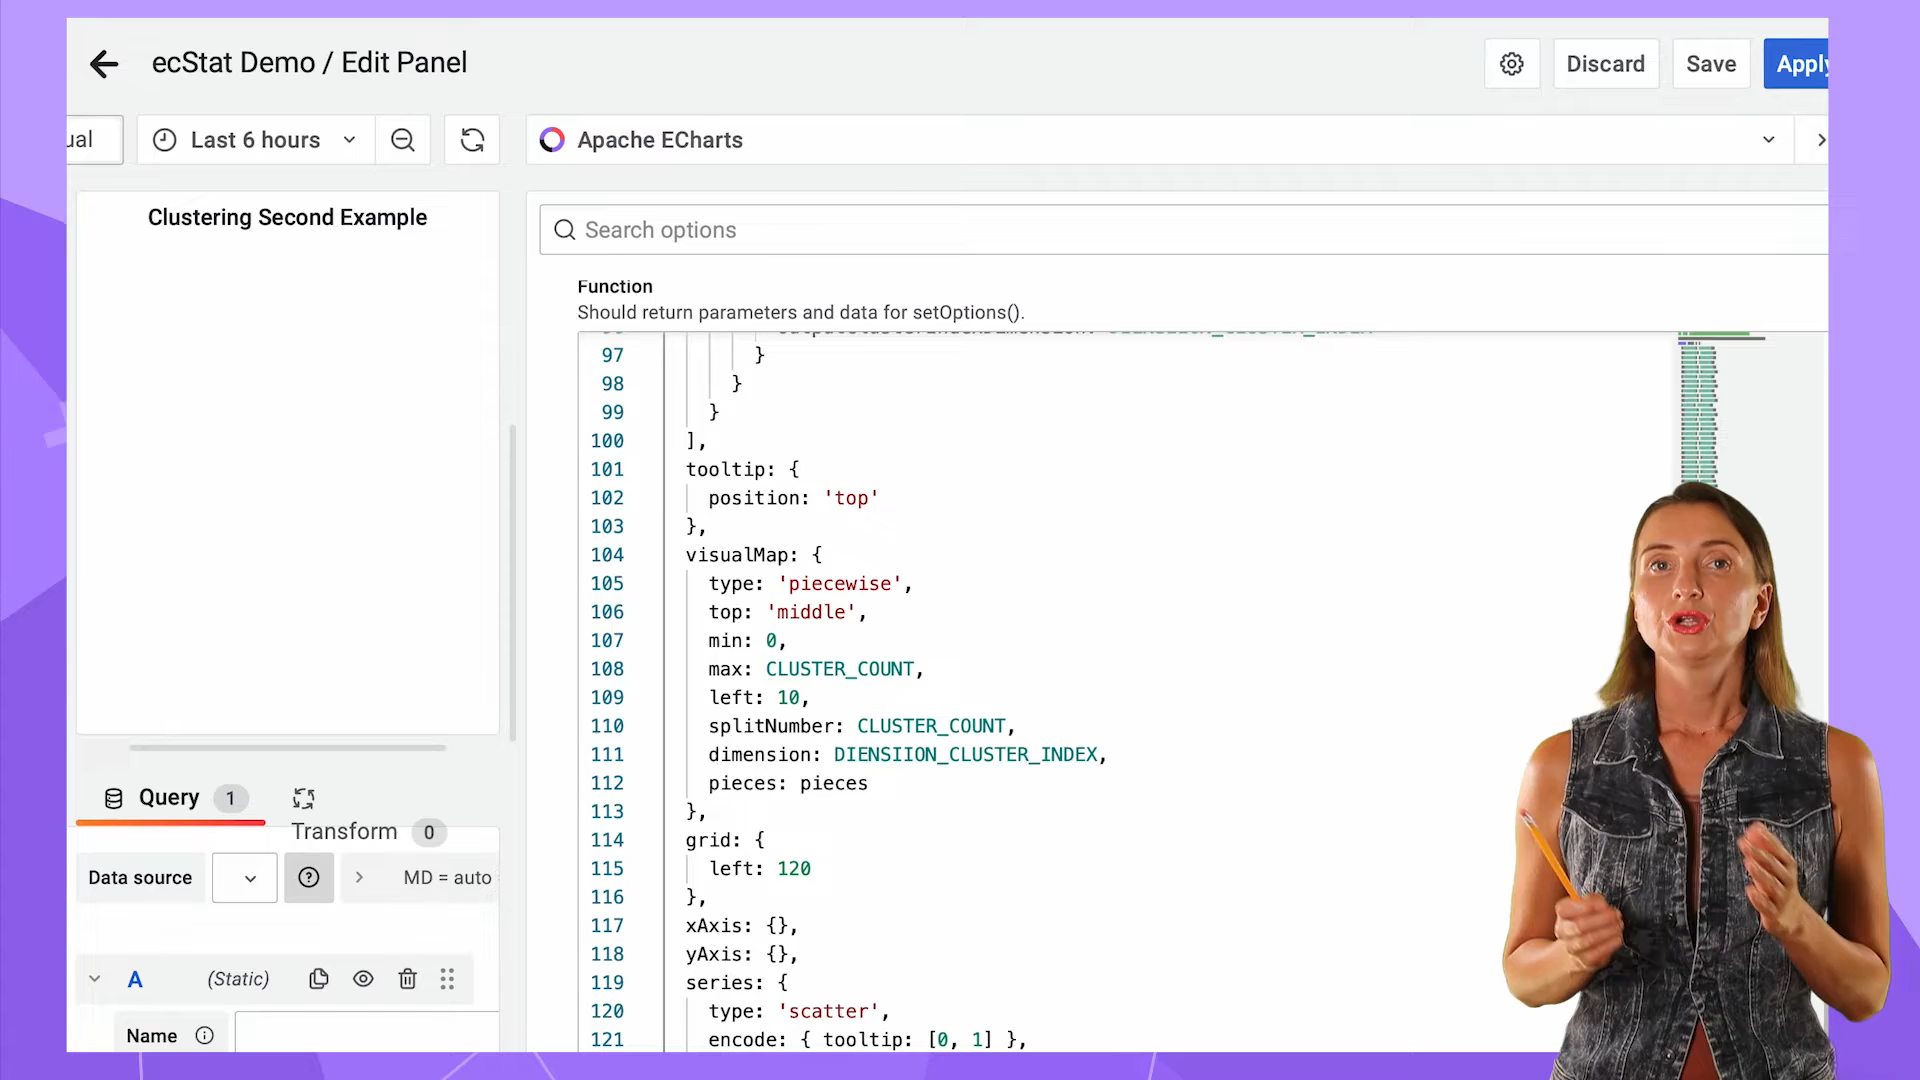 ecStat Demo / Edit Panel
Discard
Save
Apply
ual
Last 6 hours
Apache ECharts
Clustering Second Example
Search options
Function
Should return parameters and data for setOptions().
97 }
98 }
99 }
100 ],
101 tooltip: {
102 position: 'top'
103 },
104 visualMap: {
105 type: 'piecewise',
106 top: 'middle',
107 min: 0,
108 max: CLUSTER_COUNT,
109 left: 10,
110 splitNumber: CLUSTER_COUNT,
111 dimension: DIENSIION_CLUSTER_INDEX,
112 pieces: pieces
113 },
114 grid: {
115 left: 120
116 },
117 xAxis: {},
118 yAxis: {},
119 series: {
120 type: 'scatter',
121 encode: { tooltip: [0, 1] },
Query 1
Transform 0
Data source
MD = auto
A (Static)
Name